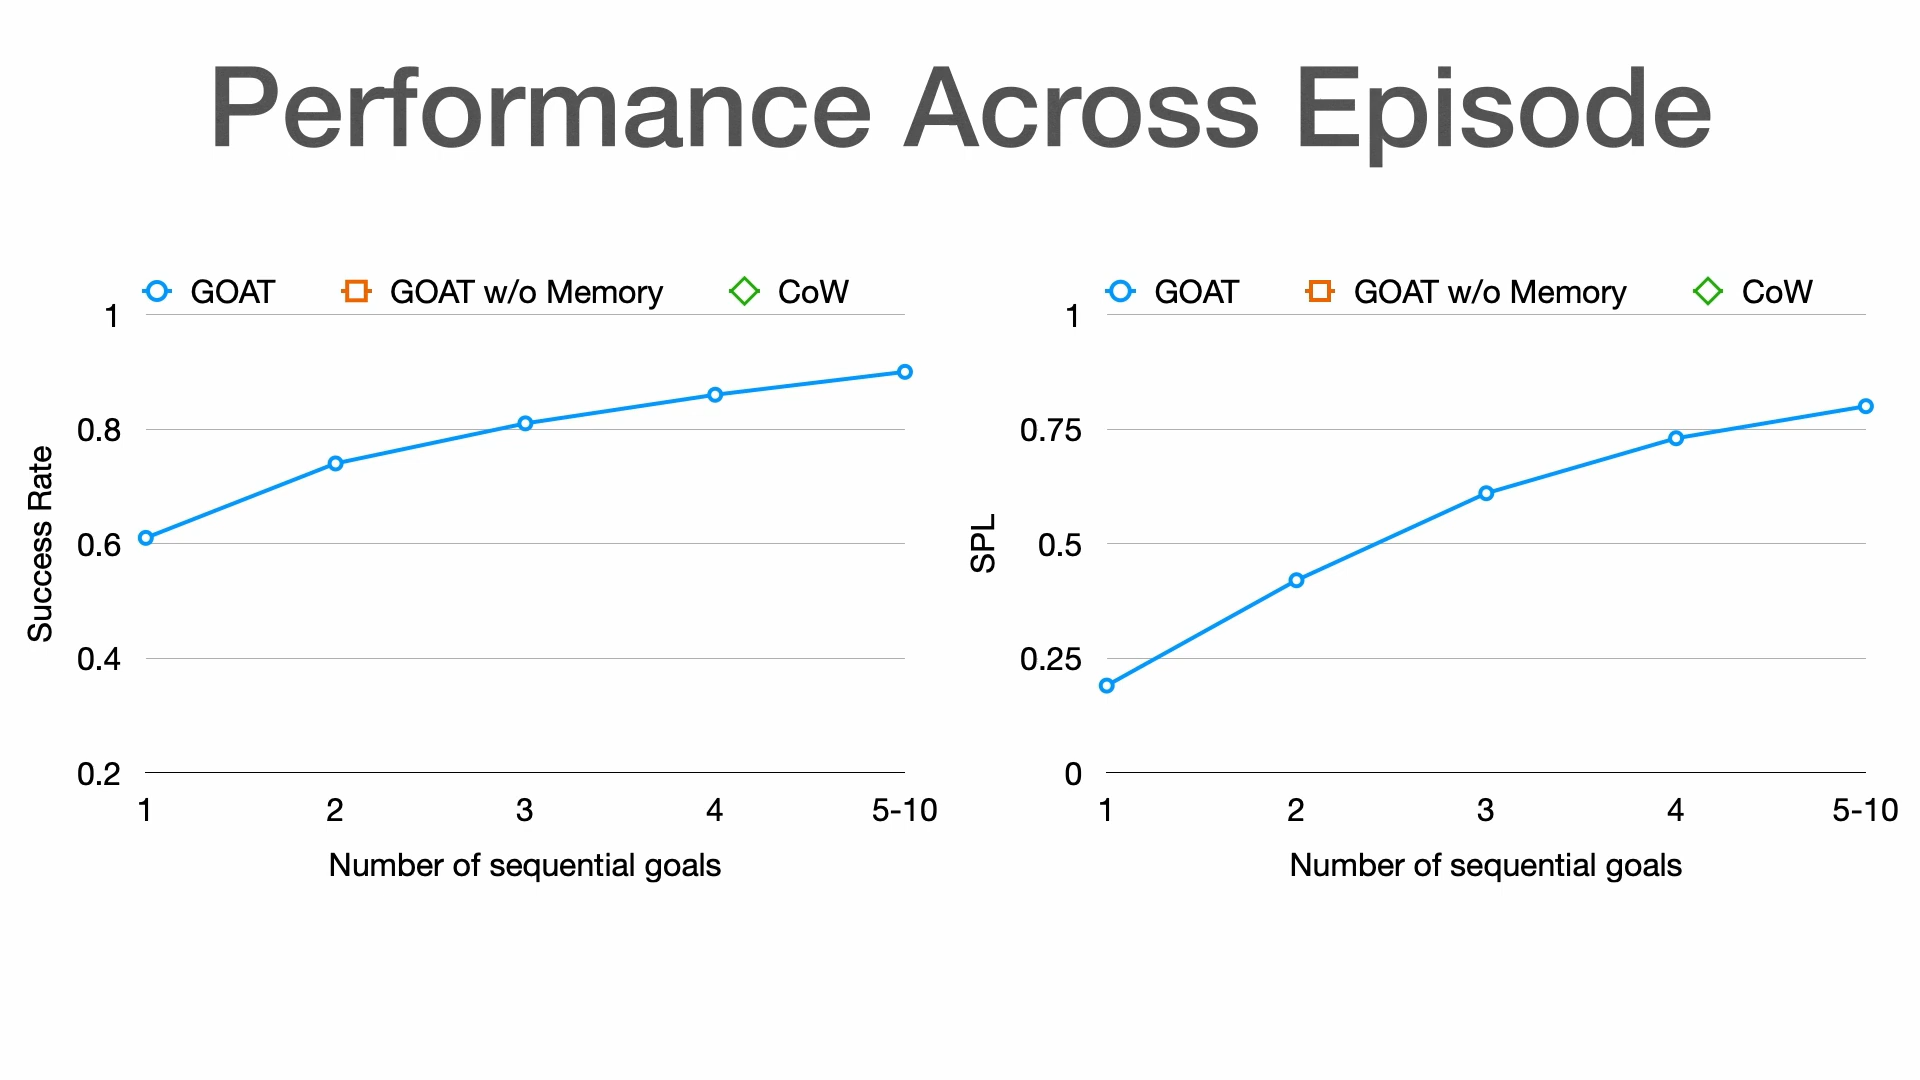 Performance Across Episode
GOAT
GOAT w/o Memory
CoW
1
0.8
0.6
0.4
0.2
Success Rate
1
2
3
4
5-10
Number of sequential goals
GOAT
GOAT w/o Memory
CoW
1
0.75
0.5
0.25
0
SPL
1
2
3
4
5-10
Number of sequential goals